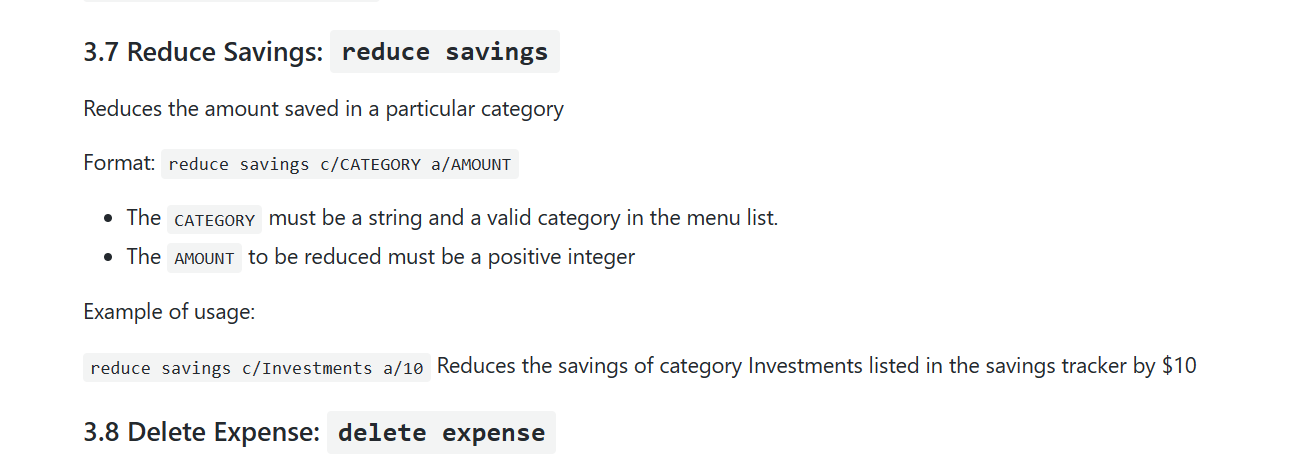 3.7 Reduce Savings: reduce savings
Reduces the amount saved in a particular category
Format: reduce savings c/CATEGORY a/AMOUNT
• The CATEGORY must be a string and a valid category in the menu list.
• The AMOUNT to be reduced must be a positive integer
Example of usage:
reduce savings c/Investments a/10 Reduces the savings of category Investments listed in the savings tracker by $10
3.8 Delete Expense: delete expense